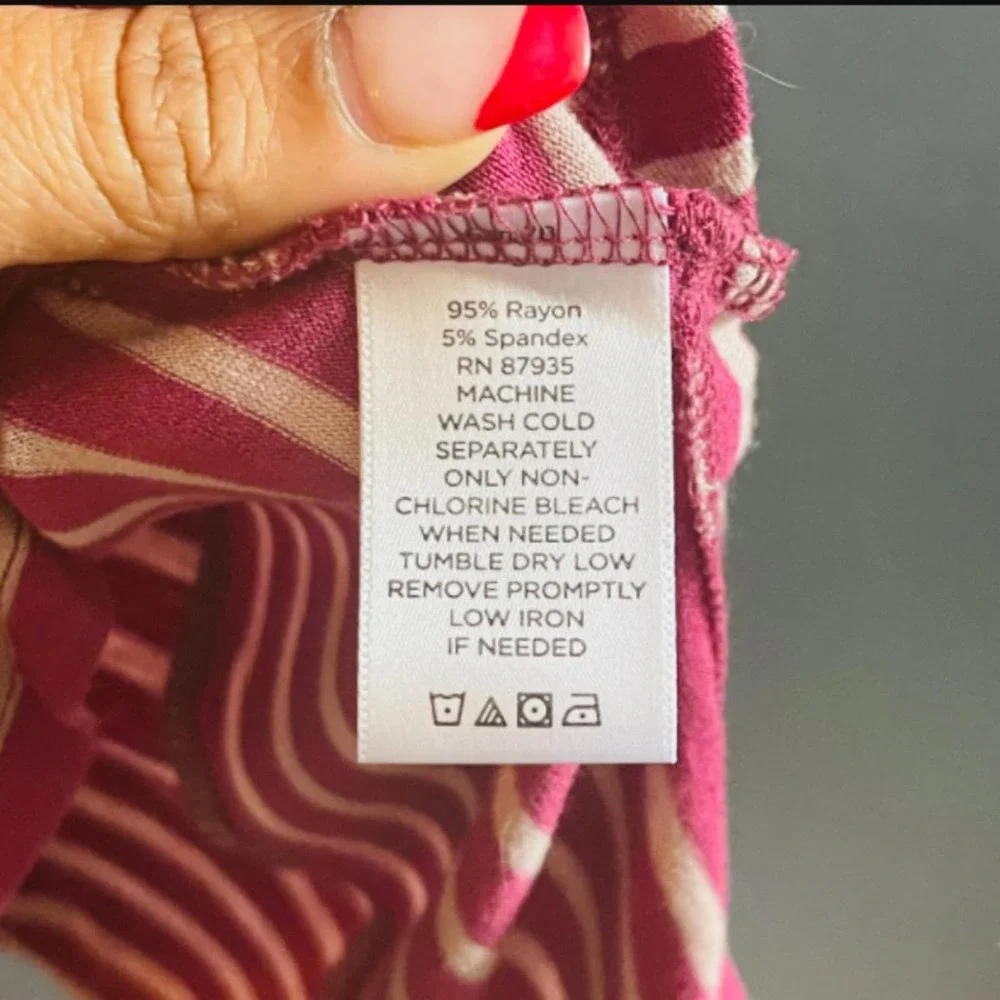 95% Rayon
5% Spandex
RN 87935
MACHINE
WASH COLD
SEPARATELY
ONLY NON-
CHLORINE BLEACH
WHEN NEEDED
TUMBLE DRY LOW
REMOVE PROMPTLY
LOW IRON
IF NEEDED